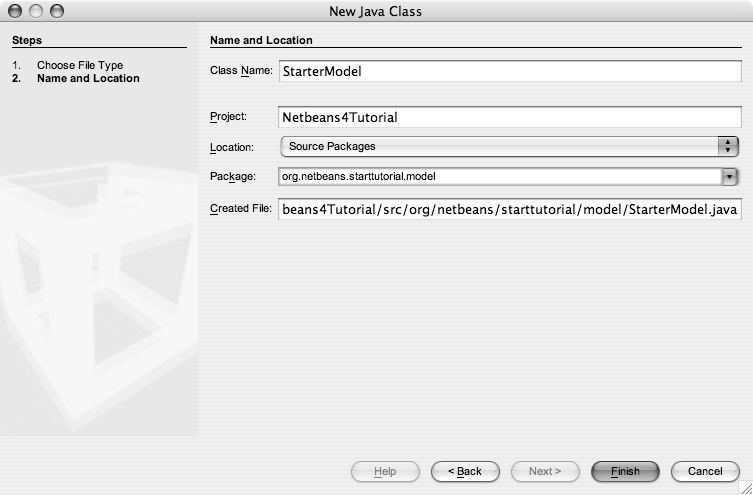 New Java Class
Steps
1. Choose File Type
2. Name and Location
Name and Location
Class Name: StarterModel
Project: Netbeans4Tutorial
Location: Source Packages
Package: org.netbeans.starttutorial.model
Created File: beans4Tutorial/src/org/netbeans/starttutorial/model/StarterModel.java
Help < Back Next > Finish Cancel